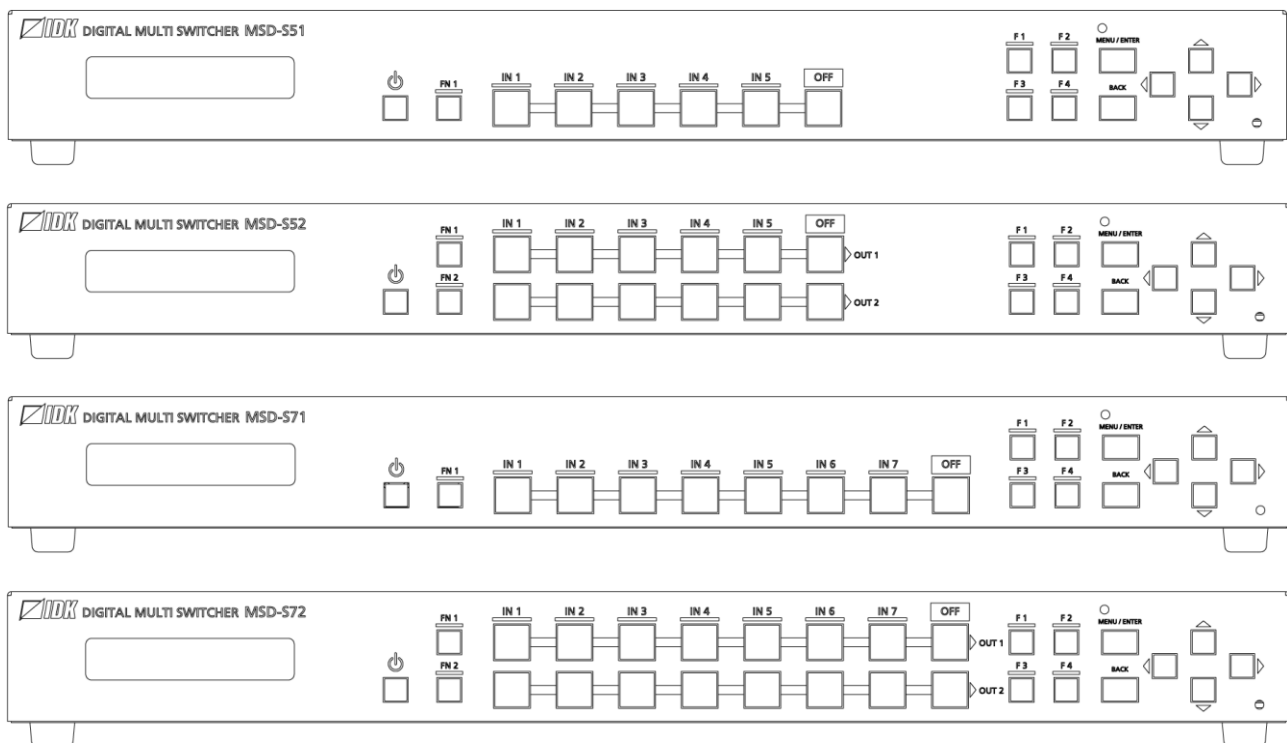 IDK DIGITAL MULTI SWITCHER MSD-S51
F 1 F 2 MENU / ENTER
FN 1 IN 1 IN 2 IN 3 IN 4 IN 5 OFF
F 3 F 4 BACK
IDK DIGITAL MULTI SWITCHER MSD-S52
FN 1 IN 1 IN 2 IN 3 IN 4 IN 5 OFF
F 1 F 2 MENU / ENTER
OUT 1
FN 2
F 3 F 4 BACK
OUT 2
IDK DIGITAL MULTI SWITCHER MSD-S71
F 1 F 2 MENU / ENTER
FN 1 IN 1 IN 2 IN 3 IN 4 IN 5 IN 6 IN 7 OFF
F 3 F 4 BACK
IDK DIGITAL MULTI SWITCHER MSD-S72
FN 1 IN 1 IN 2 IN 3 IN 4 IN 5 IN 6 IN 7 OFF
F 1 F 2 MENU / ENTER
OUT 1
FN 2
F 3 F 4 BACK
OUT 2